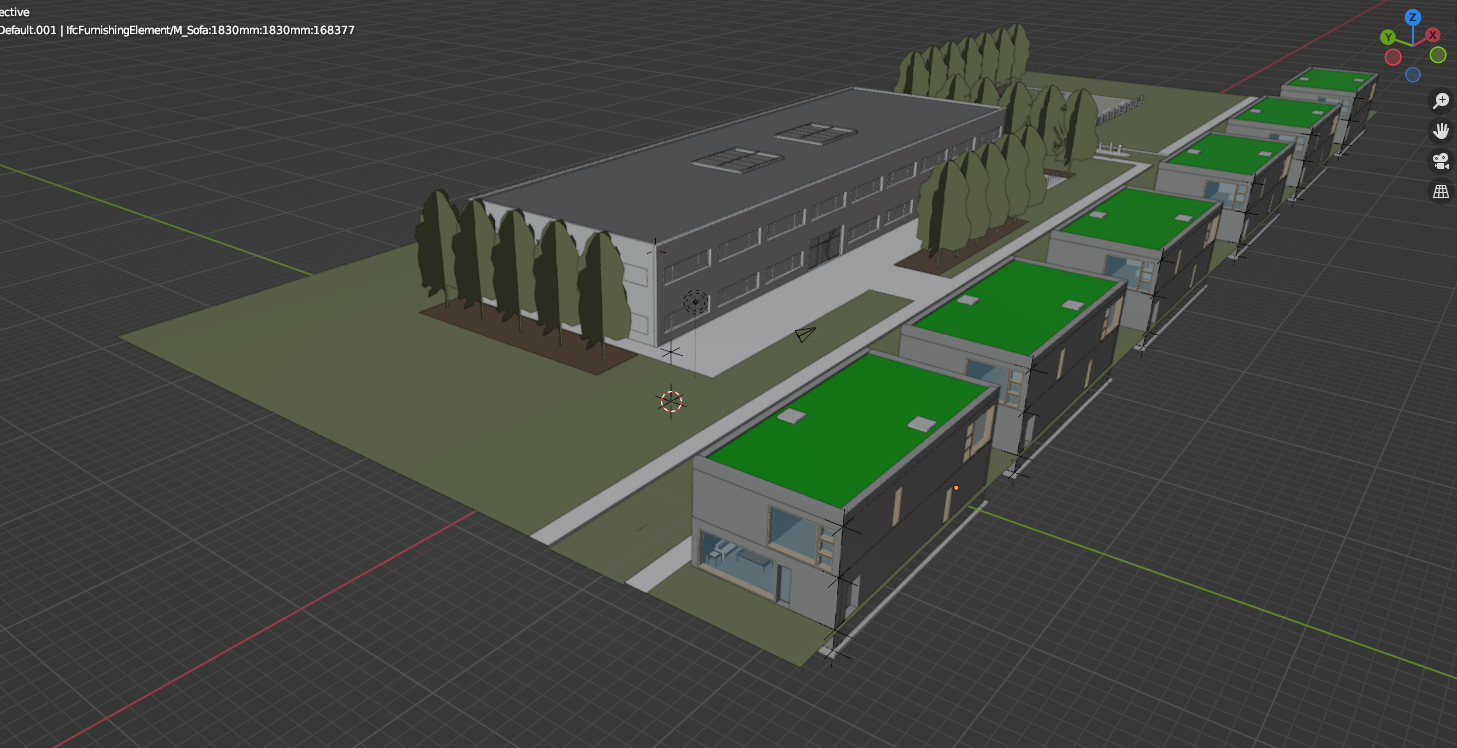 ective
Default.001 | IfcFurnishingElement/M_Sofa:1830mm:1830mm:168377
Z
Y X